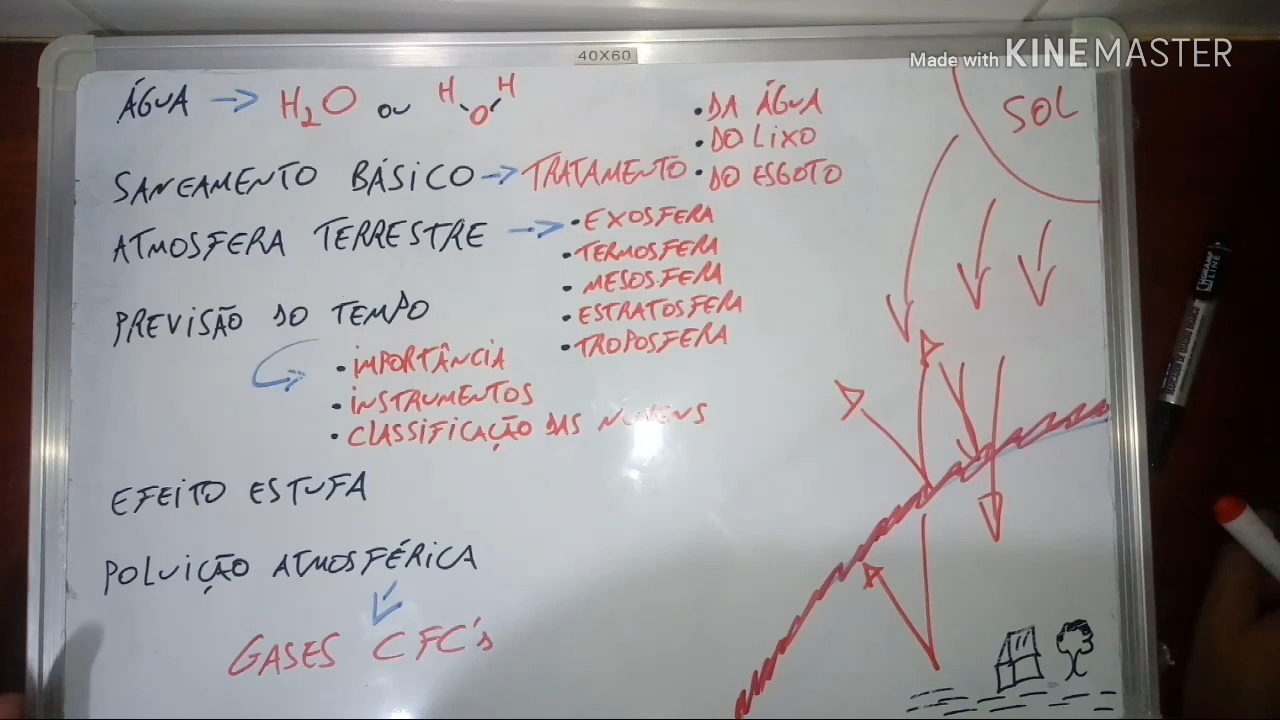 40X60
Made with KINEMASTER
ÁGUA → H₂O ou H O H
SANEAMENTO BÁSICO → TRATAMENTO
• DA ÁGUA
• DO LIXO
• DO ESGOTO
ATMOSFERA TERRESTRE →
• EXOSFERA
• TERMOSFERA
• MESOSFERA
• ESTRATOSFERA
• TROPOSFERA
PREVISÃO DO TEMPO
• IMPORTÂNCIA
• INSTRUMENTOS
• CLASSIFICAÇÃO DAS NUVENS
EFEITO ESTUFA
POLUIÇÃO ATMOSFÉRICA
GASES CFC's
SOL